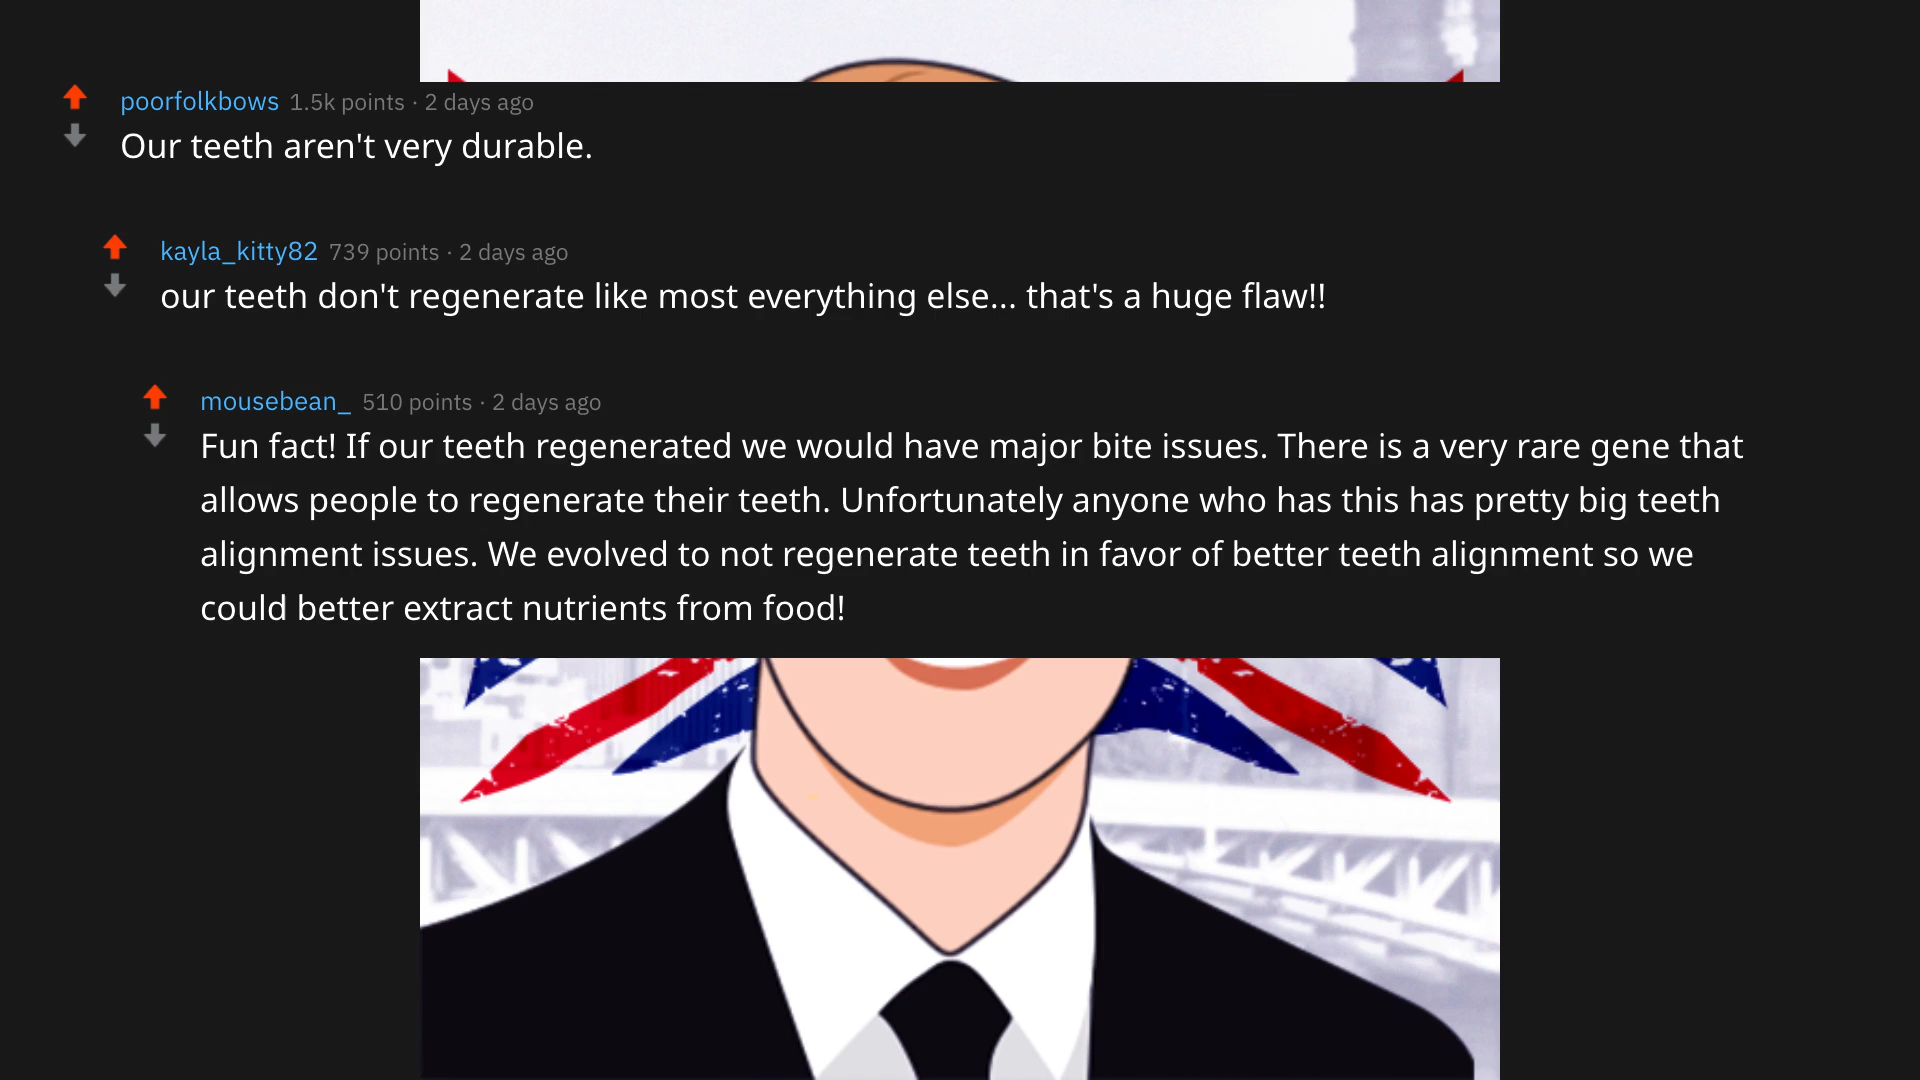 poorfolkbows 1.5k points · 2 days ago
Our teeth aren't very durable.
kayla_kitty82 739 points · 2 days ago
our teeth don't regenerate like most everything else... that's a huge flaw!!
mousebean_ 510 points · 2 days ago
Fun fact! If our teeth regenerated we would have major bite issues. There is a very rare gene that
allows people to regenerate their teeth. Unfortunately anyone who has this has pretty big teeth
alignment issues. We evolved to not regenerate teeth in favor of better teeth alignment so we
could better extract nutrients from food!